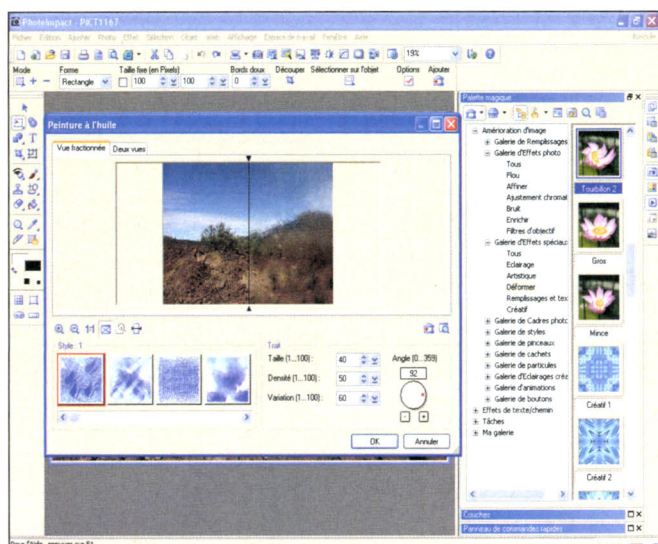 PhotoImpact - PICT1167
Fichier Edition Ajuster Photo Effet Sélection Objet Web Affichage Espace de travail Fenêtre Aide
19%
Mode Forme Taille fixe (en Pixels) Bords doux Découper Sélectionner sur l'objet Options Ajouter
Rectangle 100 100 0
Palette magique
Peinture à l'huile
Vue fractionnée Deux vues
1:1
Style : 1
Trait
Taille (1...100) : 40
Densité (1...100) : 50
Variation (1...100) : 60
Angle (0...359)
92
OK Annuler
Amérioration d'image
Galerie de Remplissages
Galerie d'Effets photo
Tous
Flou
Affiner
Ajustement chromat
Bruit
Enrichir
Filtres d'objectif
Galerie d'Effets spéciaux
Tous
Eclairage
Artistique
Déformer
Remplissages et tex
Créatif
Galerie de Cadres photo
Galerie de styles
Galerie de pinceaux
Galerie de cachets
Galerie de particules
Galerie d'Eclairages créa
Galerie d'animations
Galerie de boutons
Effets de texte/chemin
Tâches
Ma galerie
Tourbillon 2
Gros
Mince
Créatif 1
Créatif 2
Couches
Panneau de commandes rapides